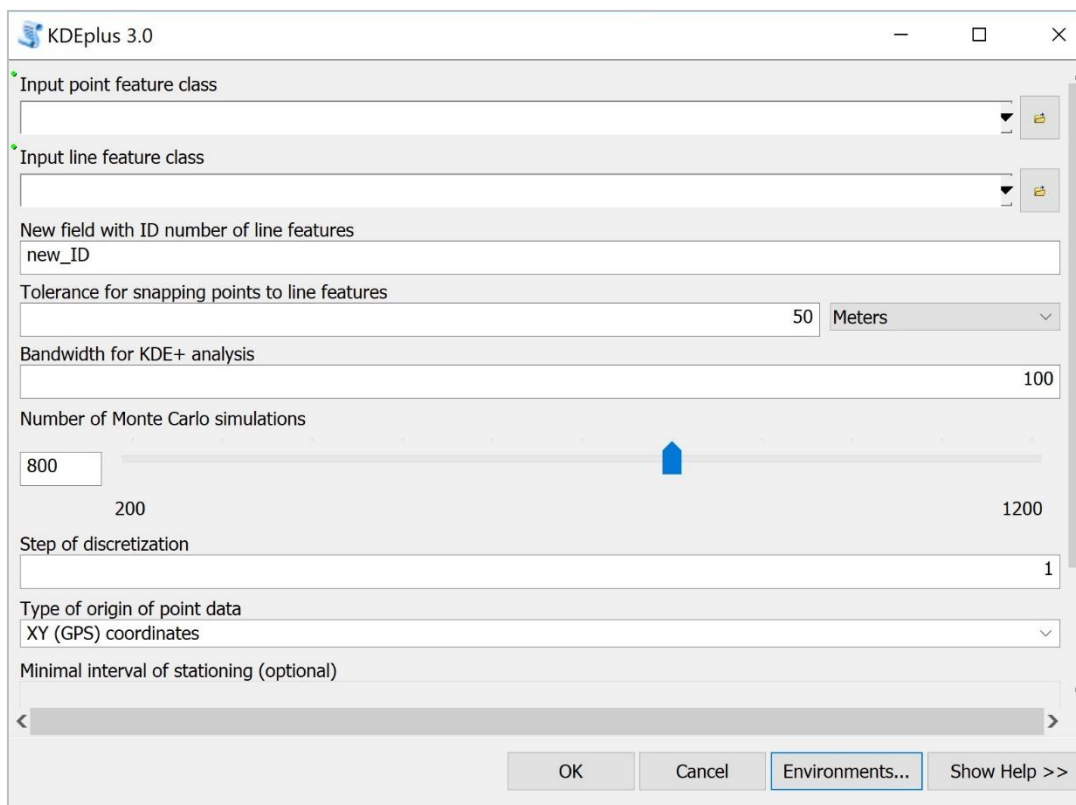 KDEplus 3.0
Input point feature class
Input line feature class
New field with ID number of line features
new_ID
Tolerance for snapping points to line features
50 Meters
Bandwidth for KDE+ analysis
100
Number of Monte Carlo simulations
800
200 1200
Step of discretization
1
Type of origin of point data
XY (GPS) coordinates
Minimal interval of stationing (optional)
OK Cancel Environments... Show Help >>